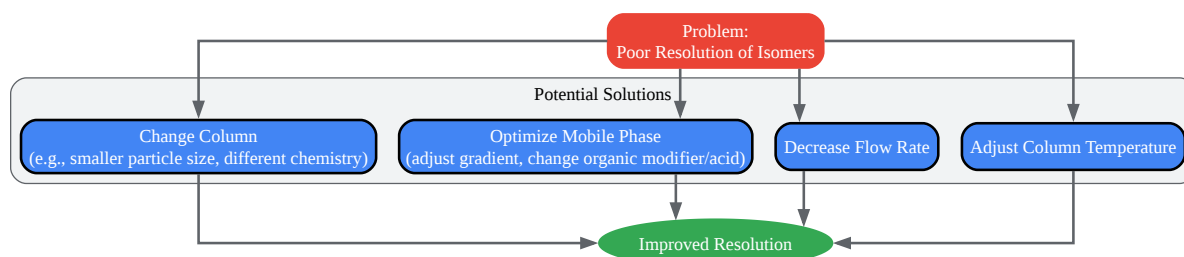 Problem:
Poor Resolution of Isomers
Potential Solutions
Change Column
(e.g., smaller particle size, different chemistry)
Optimize Mobile Phase
(adjust gradient, change organic modifier/acid)
Decrease Flow Rate
Adjust Column Temperature
Improved Resolution